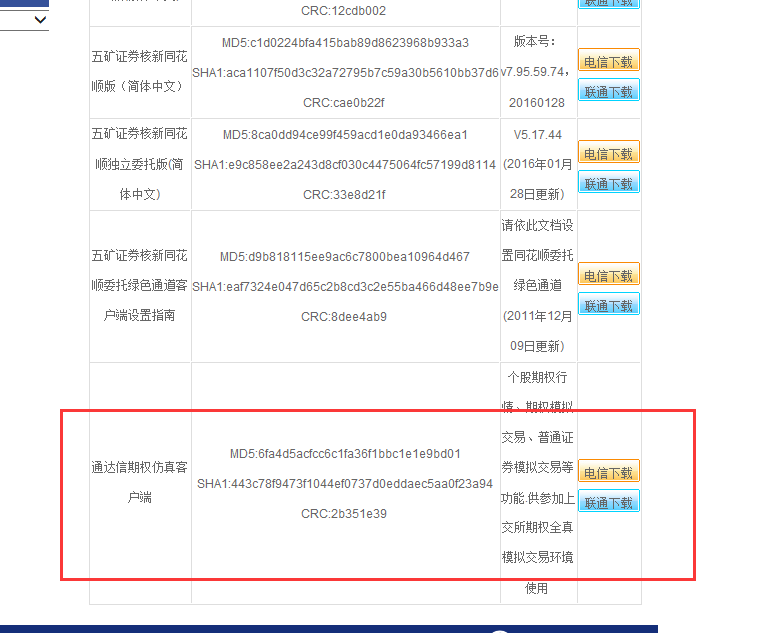 CRC:12cdb002
联通下载
五矿证券核新同花
顺版（简体中文）
MD5:c1d0224bfa415bab89d8623968b933a3
SHA1:aca1107f50d3c32a72795b7c59a30b5610bb37d6
CRC:cae0b22f
版本号：
v7.95.59.74，
20160128
电信下载
联通下载
五矿证券核新同花
顺独立委托版(简
体中文)
MD5:8ca0dd94ce99f459acd1e0da93466ea1
SHA1:e9c858ee2a243d8cf030c4475064fc57199d8114
CRC:33e8d21f
V5.17.44
(2016年01月
28日更新)
电信下载
联通下载
五矿证券核新同花
顺委托绿色通道客
户端设置指南
MD5:d9b818115ee9ac6c7800bea10964d467
SHA1:eaf7324e047d65c2b8cd3c2e55ba466d48ee7b9e
CRC:8dee4ab9
请依此文档设
置同花顺委托
绿色通道
(2011年12月
09日更新)
电信下载
联通下载
通达信期权仿真客
户端
MD5:6fa4d5acfcc6c1fa36f1bbc1e1e9bd01
SHA1:443c78f9473f1044ef0737d0eddaec5aa0f23a94
CRC:2b351e39
个股期权行
情、期权模拟
交易、普通证
券模拟交易等
功能.供参加上
交所期权全真
模拟交易环境
使用
电信下载
联通下载